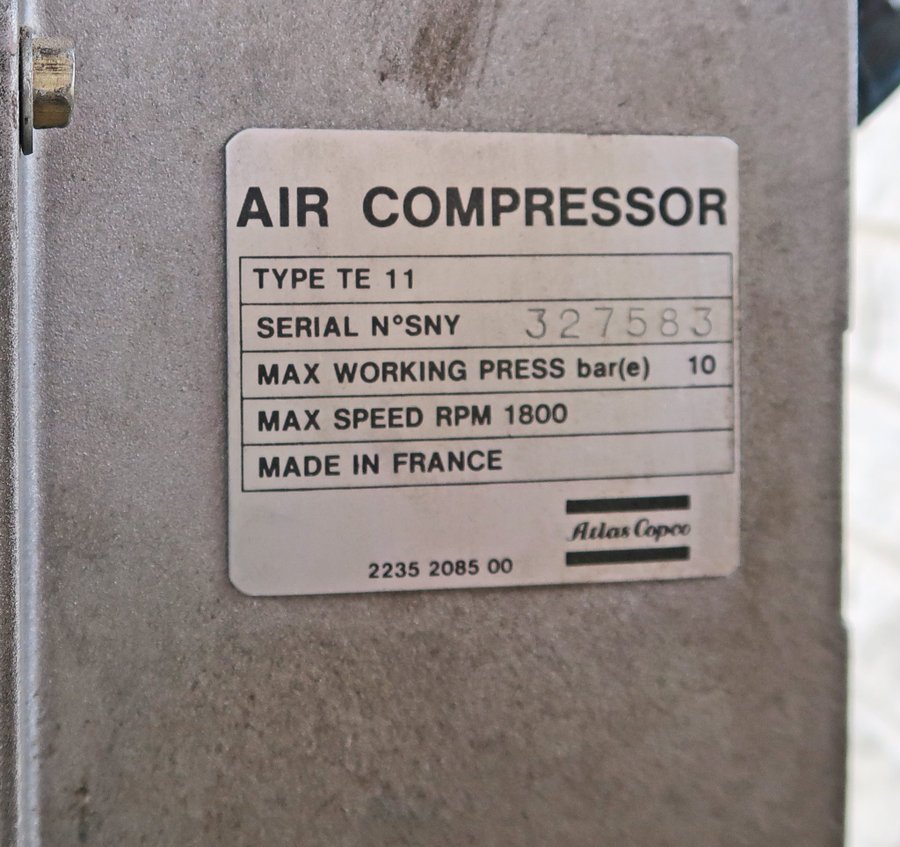 AIR COMPRESSOR
TYPE TE 11
SERIAL N°SNY 327583
MAX WORKING PRESS bar(e) 10
MAX SPEED RPM 1800
MADE IN FRANCE
Atlas Copco
2235 2085 00